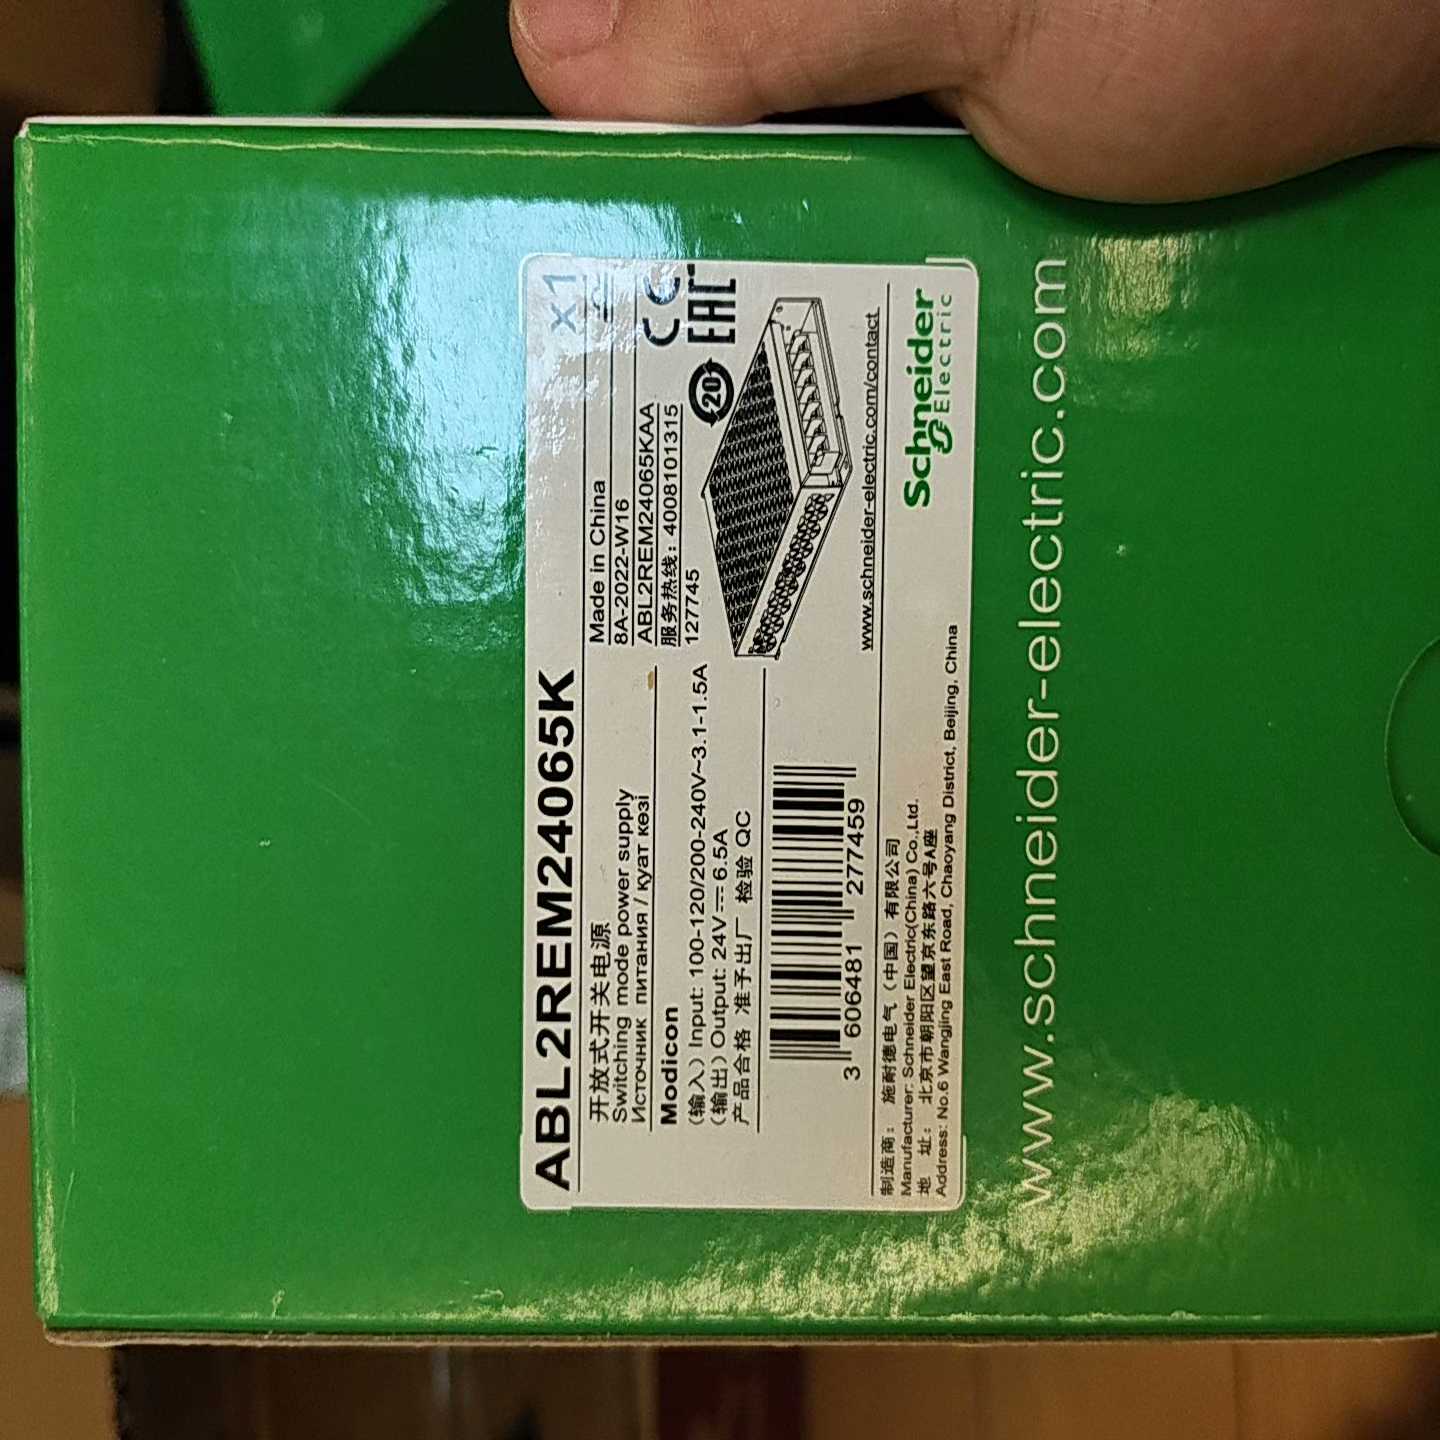 ABL2REM24065K
X1
开放式开关电源
Switching mode power supply
Источник питания / қуат көзі
Modicon
(输入) Input: 100-120/200-240V~3.1-1.5A
(输出) Output: 24V⎓6.5A
产品合格 准予出厂 检验 QC
3 606481 277459
Made in China
8A-2022-W16
ABL2REM24065KAA
服务热线: 4008101315
127745
CE
20
EAC
www.schneider-electric.com/contact
制造商: 施耐德电气(中国)有限公司
Manufacturer: Schneider Electric(China) Co.,Ltd.
地 址: 北京市朝阳区望京东路六号A座
Address: No.6 Wangjing East Road, Chaoyang District, Beijing, China
Schneider
Electric
www.schneider-electric.com